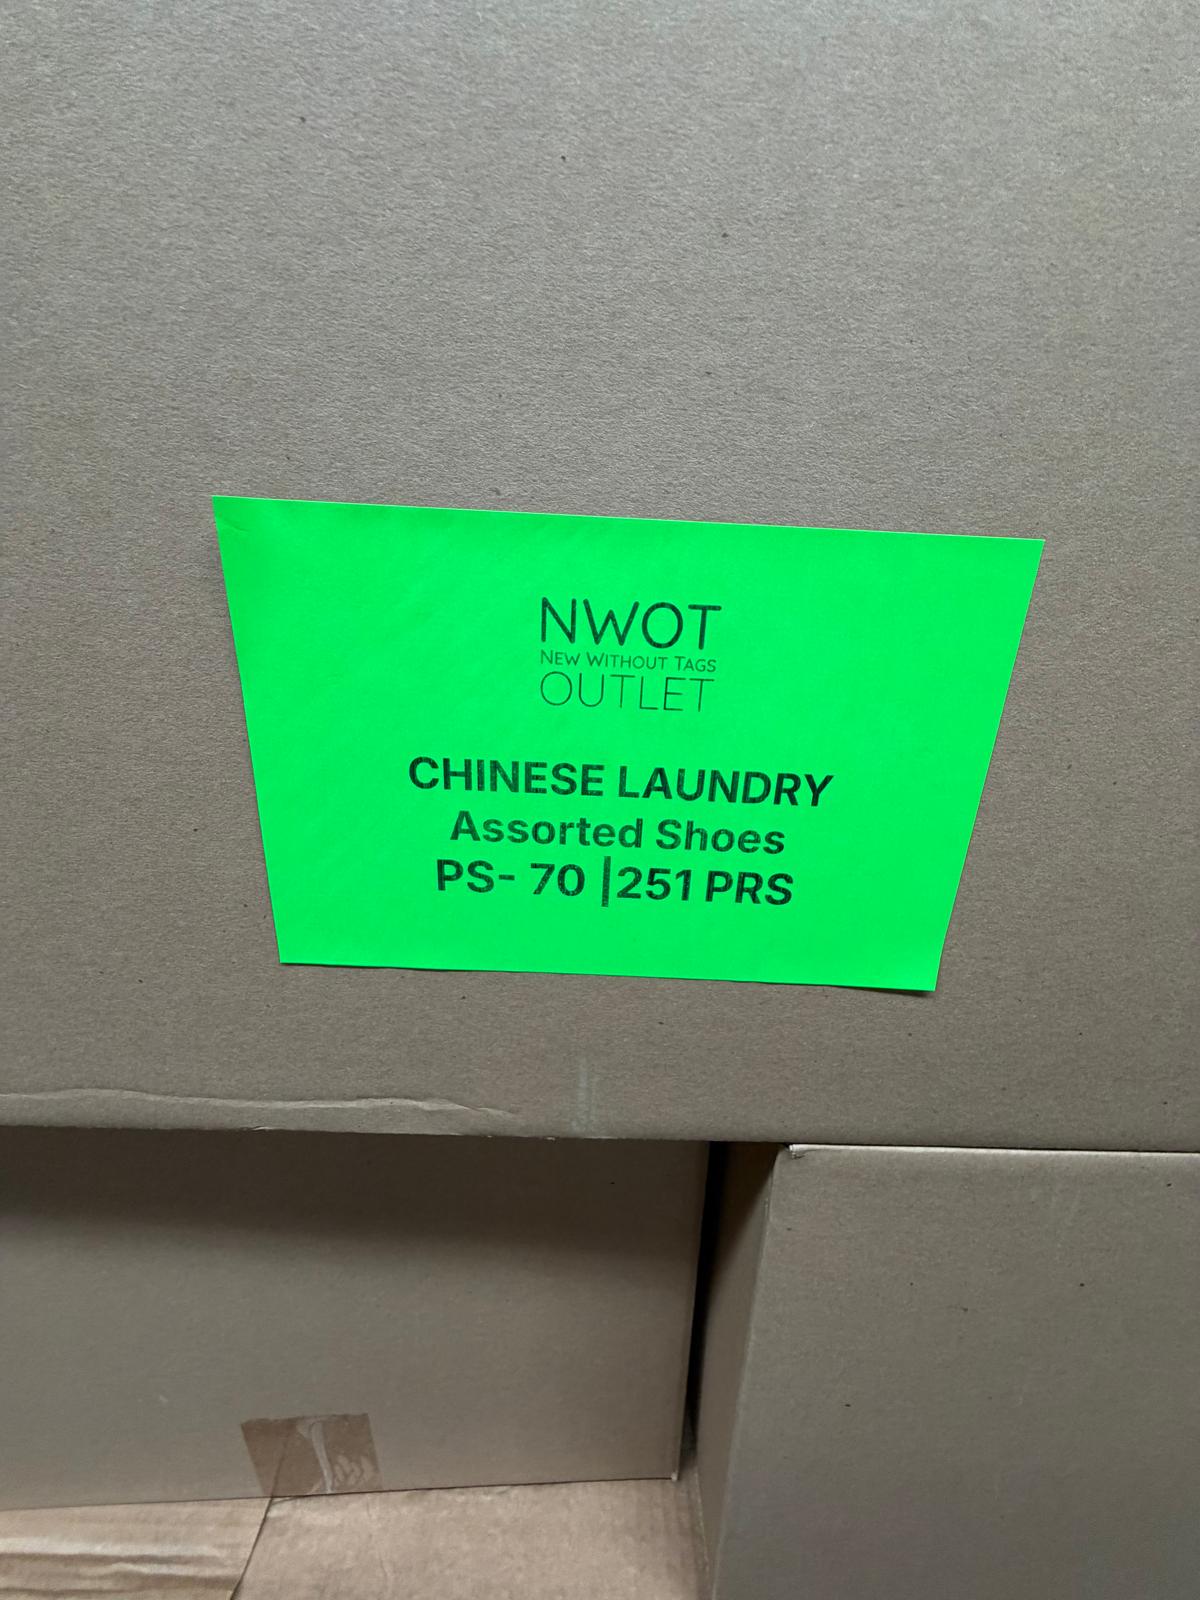 NWOT
NEW WITHOUT TAGS
OUTLET
CHINESE LAUNDRY
Assorted Shoes
PS- 70 |251 PRS